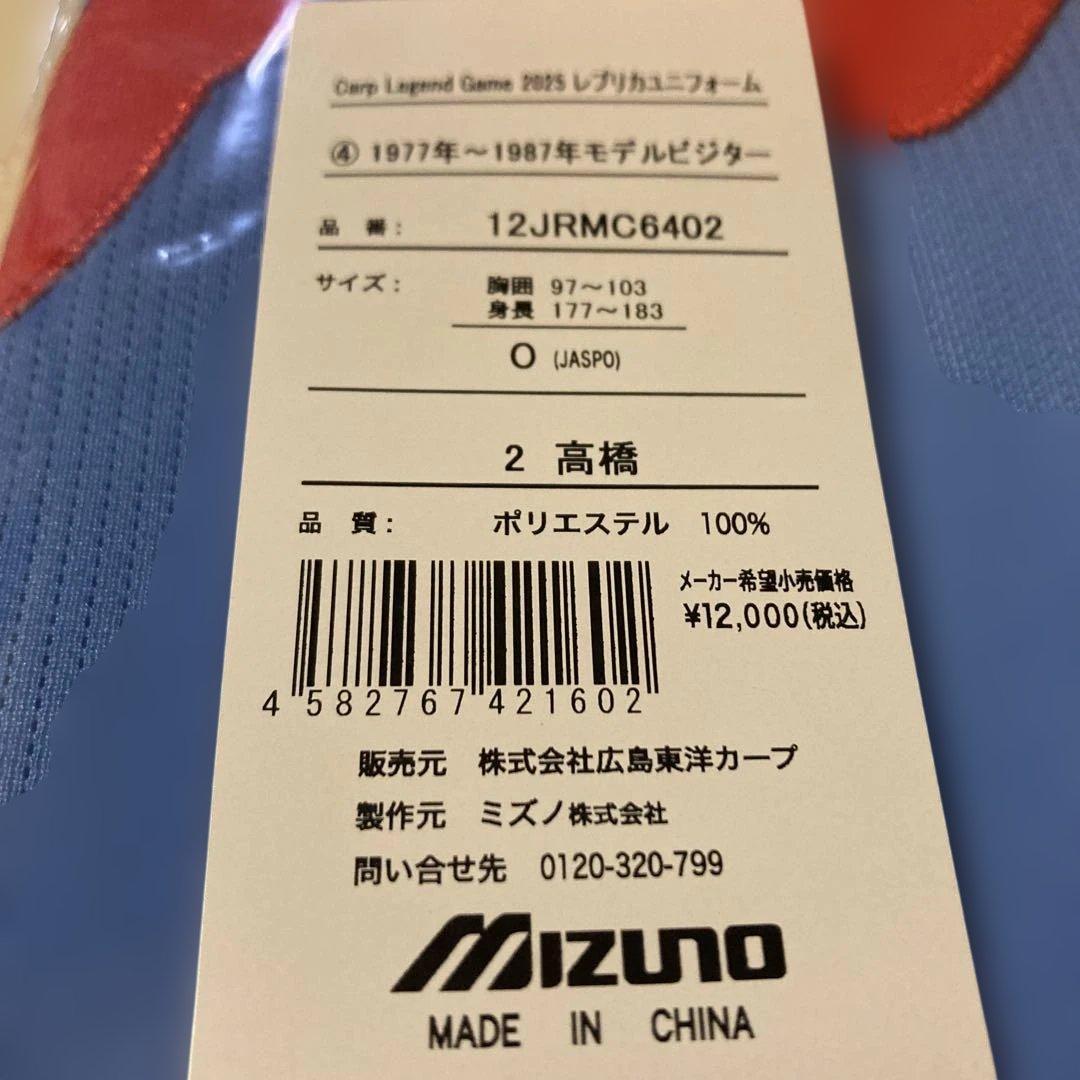 Carp Legend Game 2025 レプリカユニフォーム
④ 1977年～1987年モデルビジター
品 番： 12JRMC6402
サイズ： 胸囲 97～103
身長 177～183
O (JASPO)
2 高橋
品 質： ポリエステル 100%
メーカー希望小売価格
¥12,000(税込)
4 582767 421602
販売元 株式会社広島東洋カープ
製作元 ミズノ株式会社
問い合せ先 0120-320-799
MIZUNO
MADE IN CHINA